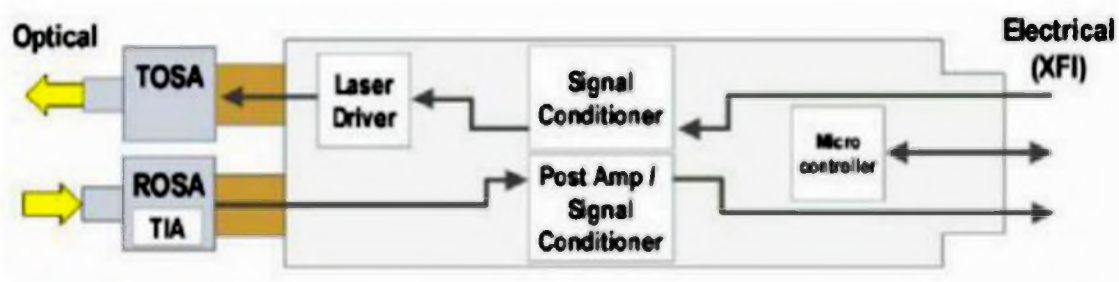 Optical
TOSA
Laser
Driver
Signal
Conditioner
Electrical
(XFI)
Micro
controller
ROSA
TIA
Post Amp /
Signal
Conditioner